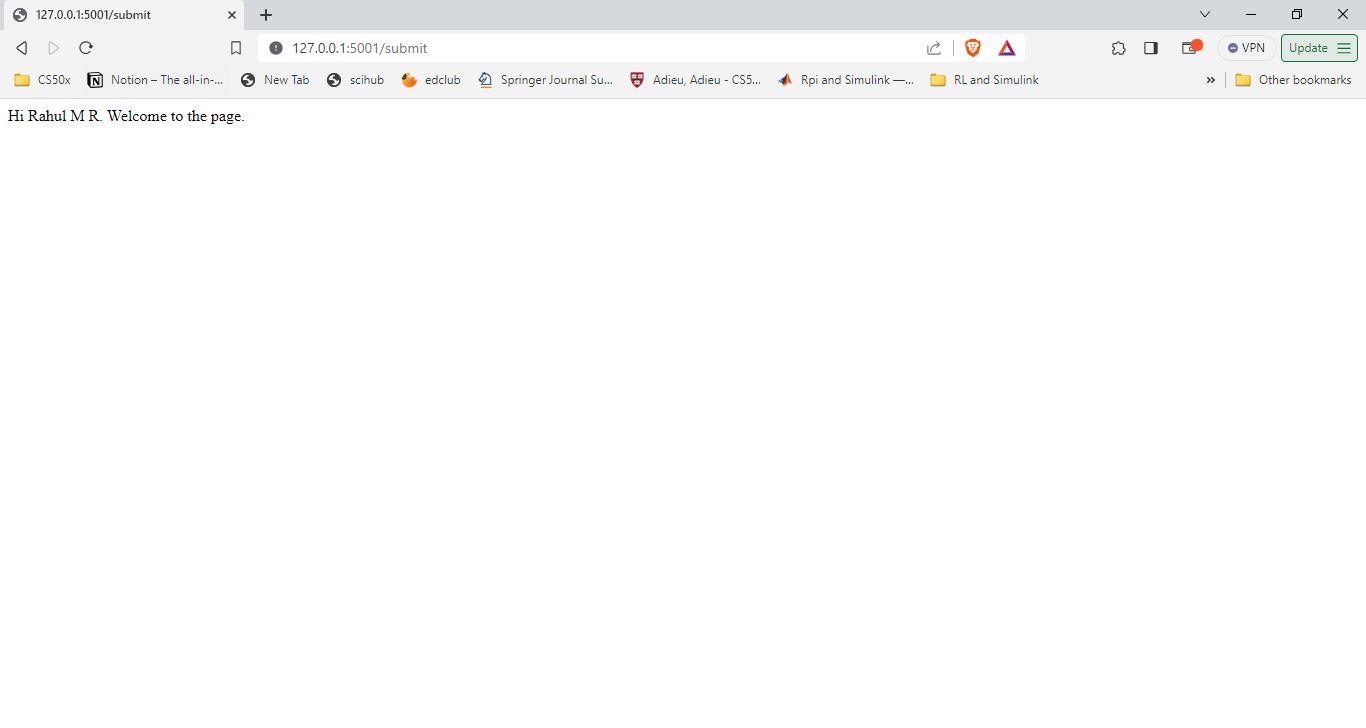 127.0.0.1:5001/submit
127.0.0.1:5001/submit VPN Update
CS50x Notion – The all-in-... New Tab scihub edclub Springer Journal Su... Adieu, Adieu - CS5... Rpi and Simulink —... RL and Simulink » Other bookmarks
Hi Rahul M R. Welcome to the page.